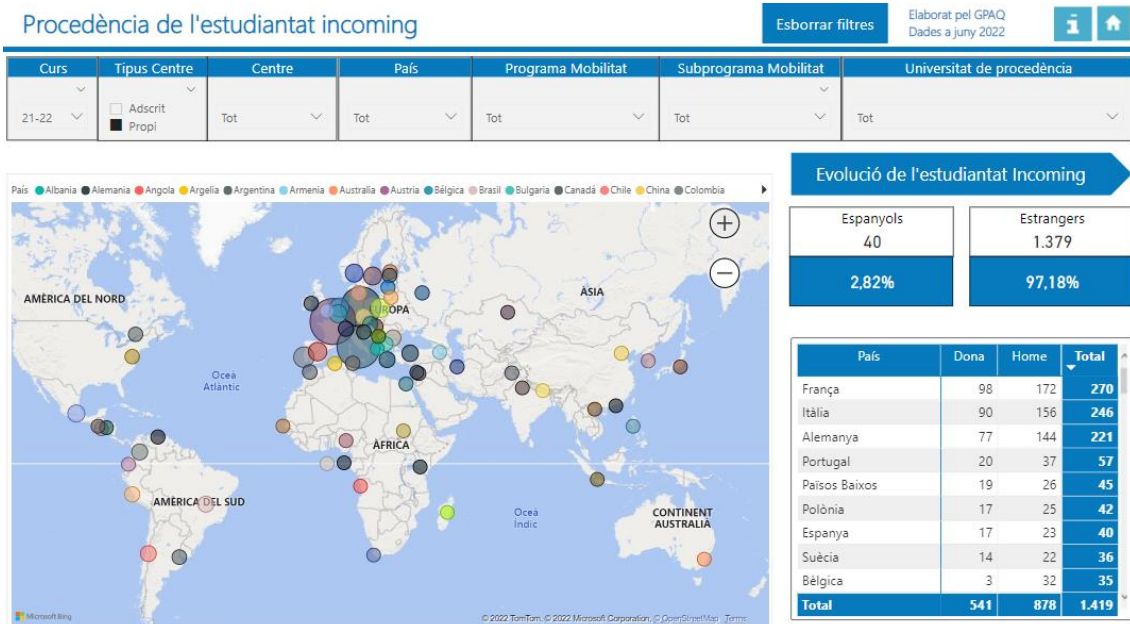 Procedència de l'estudiantat incoming
Esborrar filtres
Elaborat pel GPAQ
Dades a juny 2022
Curs
Tipus Centre
Centre
País
Programa Mobilitat
Subprograma Mobilitat
Universitat de procedència
21-22
Adscrit
Propi
Tot
Tot
Tot
Tot
Tot
País Albania Alemania Angola Argelia Argentina Armenia Australia Austria Bélgica Brasil Bulgaria Canadá Chile China Colombia
AMÈRICA DEL NORD
EUROPA
ÀSIA
Oceà
Atlàntic
ÀFRICA
AMÈRICA DEL SUD
Oceà
Índic
CONTINENT
AUSTRALIÀ
Microsoft Bing
© 2022 TomTom, © 2022 Microsoft Corporation, © OpenStreetMap Terms
Evolució de l'estudiantat Incoming
Espanyols
40
2,82%
Estrangers
1.379
97,18%
País Dona Home Total
França 98 172 270
Itàlia 90 156 246
Alemanya 77 144 221
Portugal 20 37 57
Països Baixos 19 26 45
Polònia 17 25 42
Espanya 17 23 40
Suècia 14 22 36
Bèlgica 3 32 35
Total 541 878 1.419